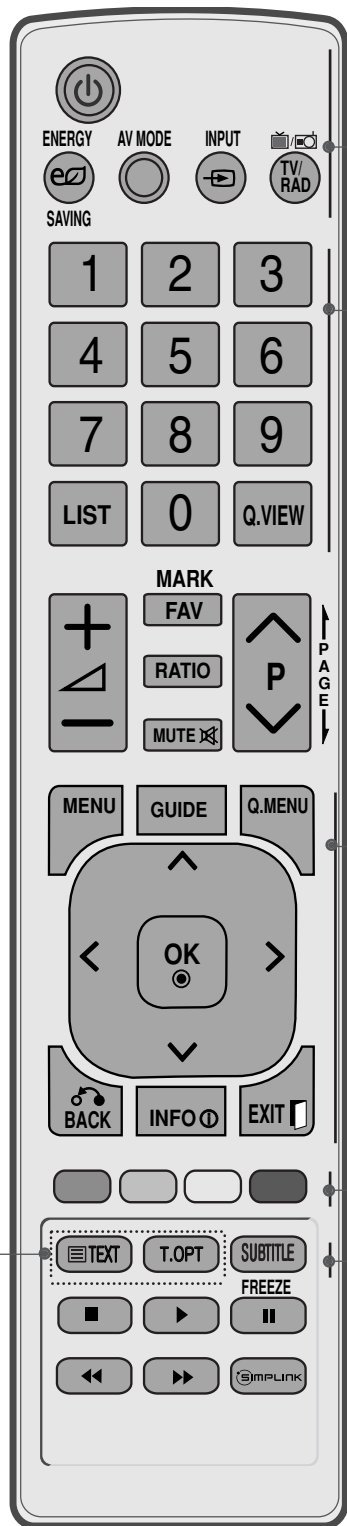 ENERGY AV MODE INPUT
TV/
RAD
SAVING
1 2 3
4 5 6
7 8 9
LIST 0 Q.VIEW
MARK
FAV
RATIO
P
PAGE
MUTE
MENU GUIDE Q.MENU
OK
BACK INFO EXIT
TEXT T.OPT SUBTITLE
FREEZE
SIMPLINK